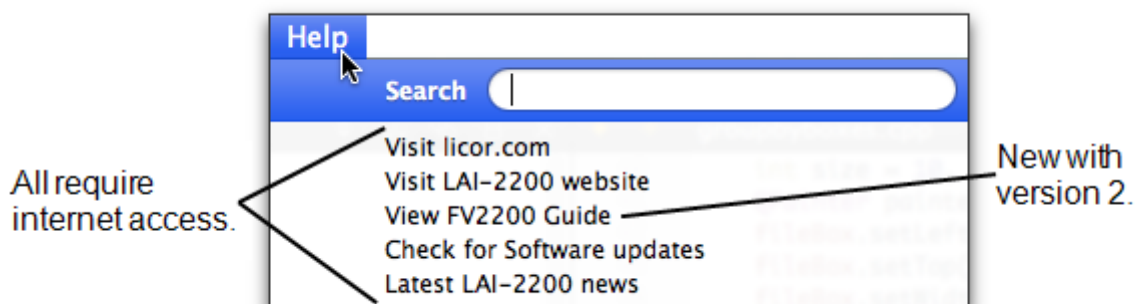 Help
Search
Visit licor.com
Visit LAI-2200 website
View FV2200 Guide
Check for Software updates
Latest LAI-2200 news
All require
internet access.
New with
version 2.